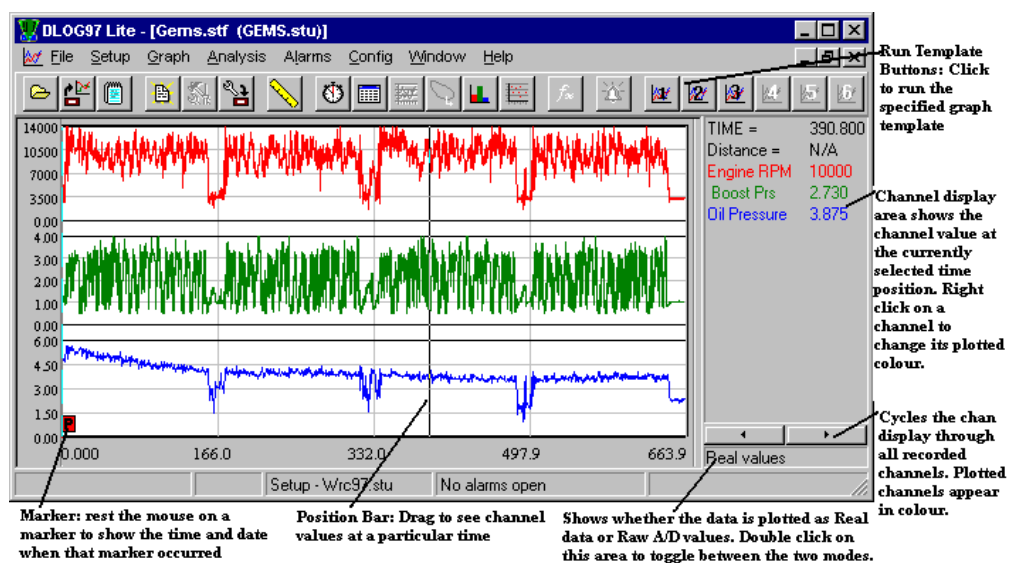 DLOG97 Lite - [Gems.stf (GEMS.stu)]
File Setup Graph Analysis Alarms Config Window Help
1 2 3 4 5 6
Run Template
Buttons: Click
to run the
specified graph
template
14000
10500
7000
3500
0.00
4.00
3.00
2.00
1.00
0.00
6.00
4.50
3.00
1.50
0.00
P
0.000 166.0 332.0 497.9 663.9
TIME = 390.800
Distance = N/A
Engine RPM 10000
Boost Prs 2.730
Oil Pressure 3.875
Real values
Setup - Wrc97.stu No alarms open
Channel display
area shows the
channel value at
the currently
selected time
position. Right
click on a
channel to
change its plotted
colour.
Cycles the chan
display through
all recorded
channels. Plotted
channels appear
in colour.
Marker: rest the mouse on a
marker to show the time and date
when that marker occurred
Position Bar: Drag to see channel
values at a particular time
Shows whether the data is plotted as Real
data or Raw A/D values. Double click on
this area to toggle between the two modes.